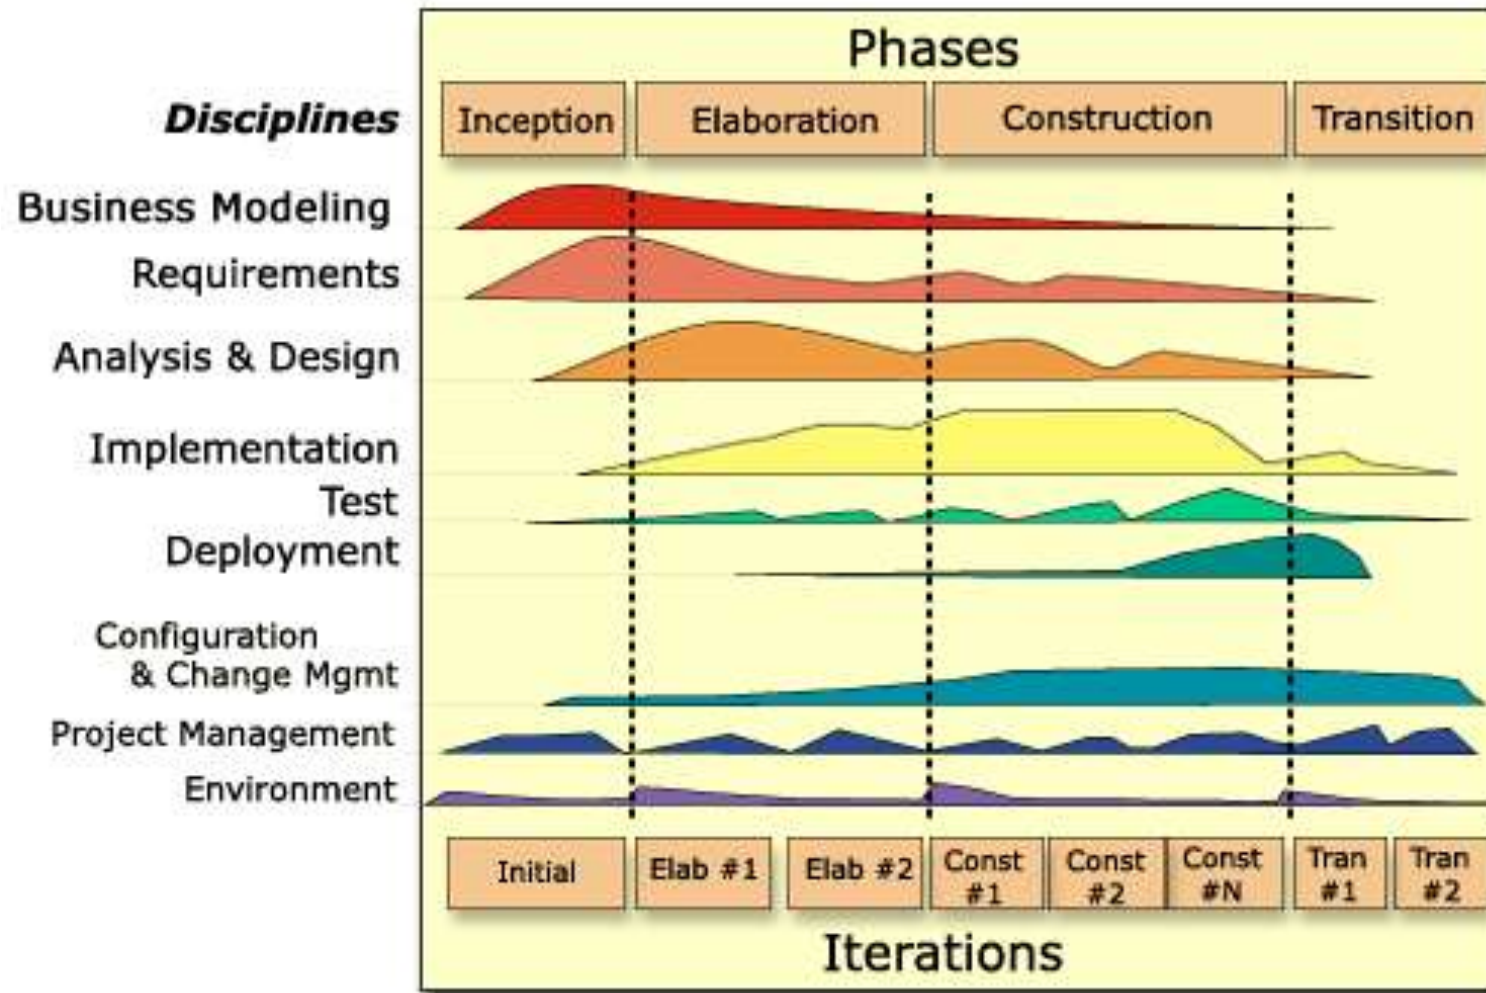 Phases
Disciplines
Inception
Elaboration
Construction
Transition
Business Modeling
Requirements
Analysis & Design
Implementation
Test
Deployment
Configuration
& Change Mgmt
Project Management
Environment
Initial
Elab #1
Elab #2
Const
#1
Const
#2
Const
#N
Tran
#1
Tran
#2
Iterations